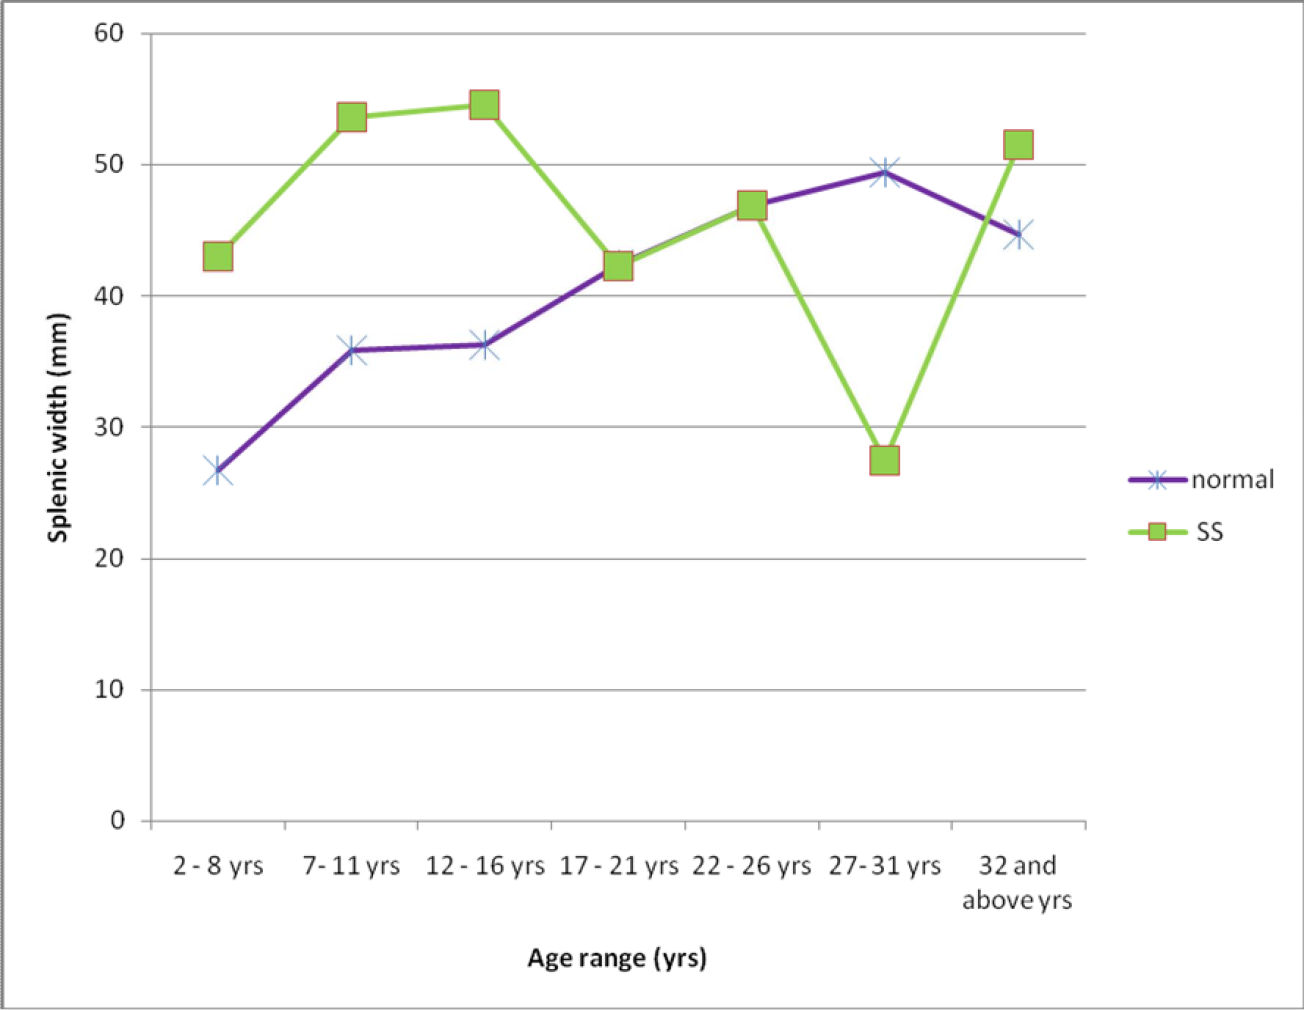 60
50
40
30
20
10
0
Splenic width (mm)
2 - 8 yrs
7- 11 yrs
12 - 16 yrs
17 - 21 yrs
22 - 26 yrs
27-31 yrs
32 and
above yrs
Age range (yrs)
normal
SS